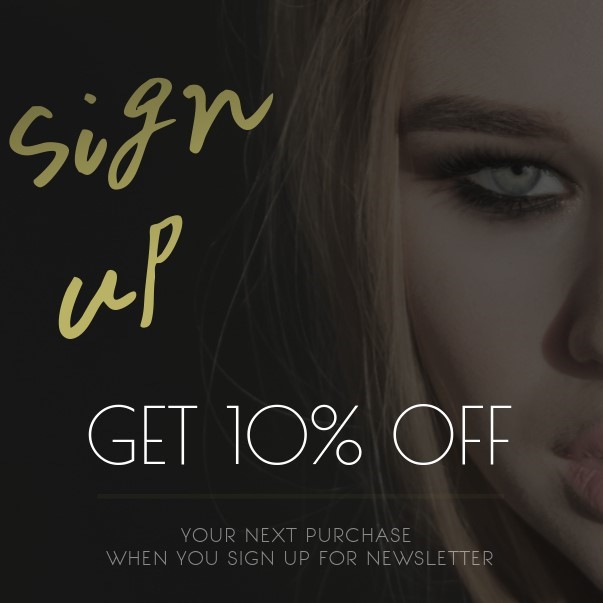 sign
up
GET 10% OFF
YOUR NEXT PURCHASE
WHEN YOU SIGN UP FOR NEWSLETTER